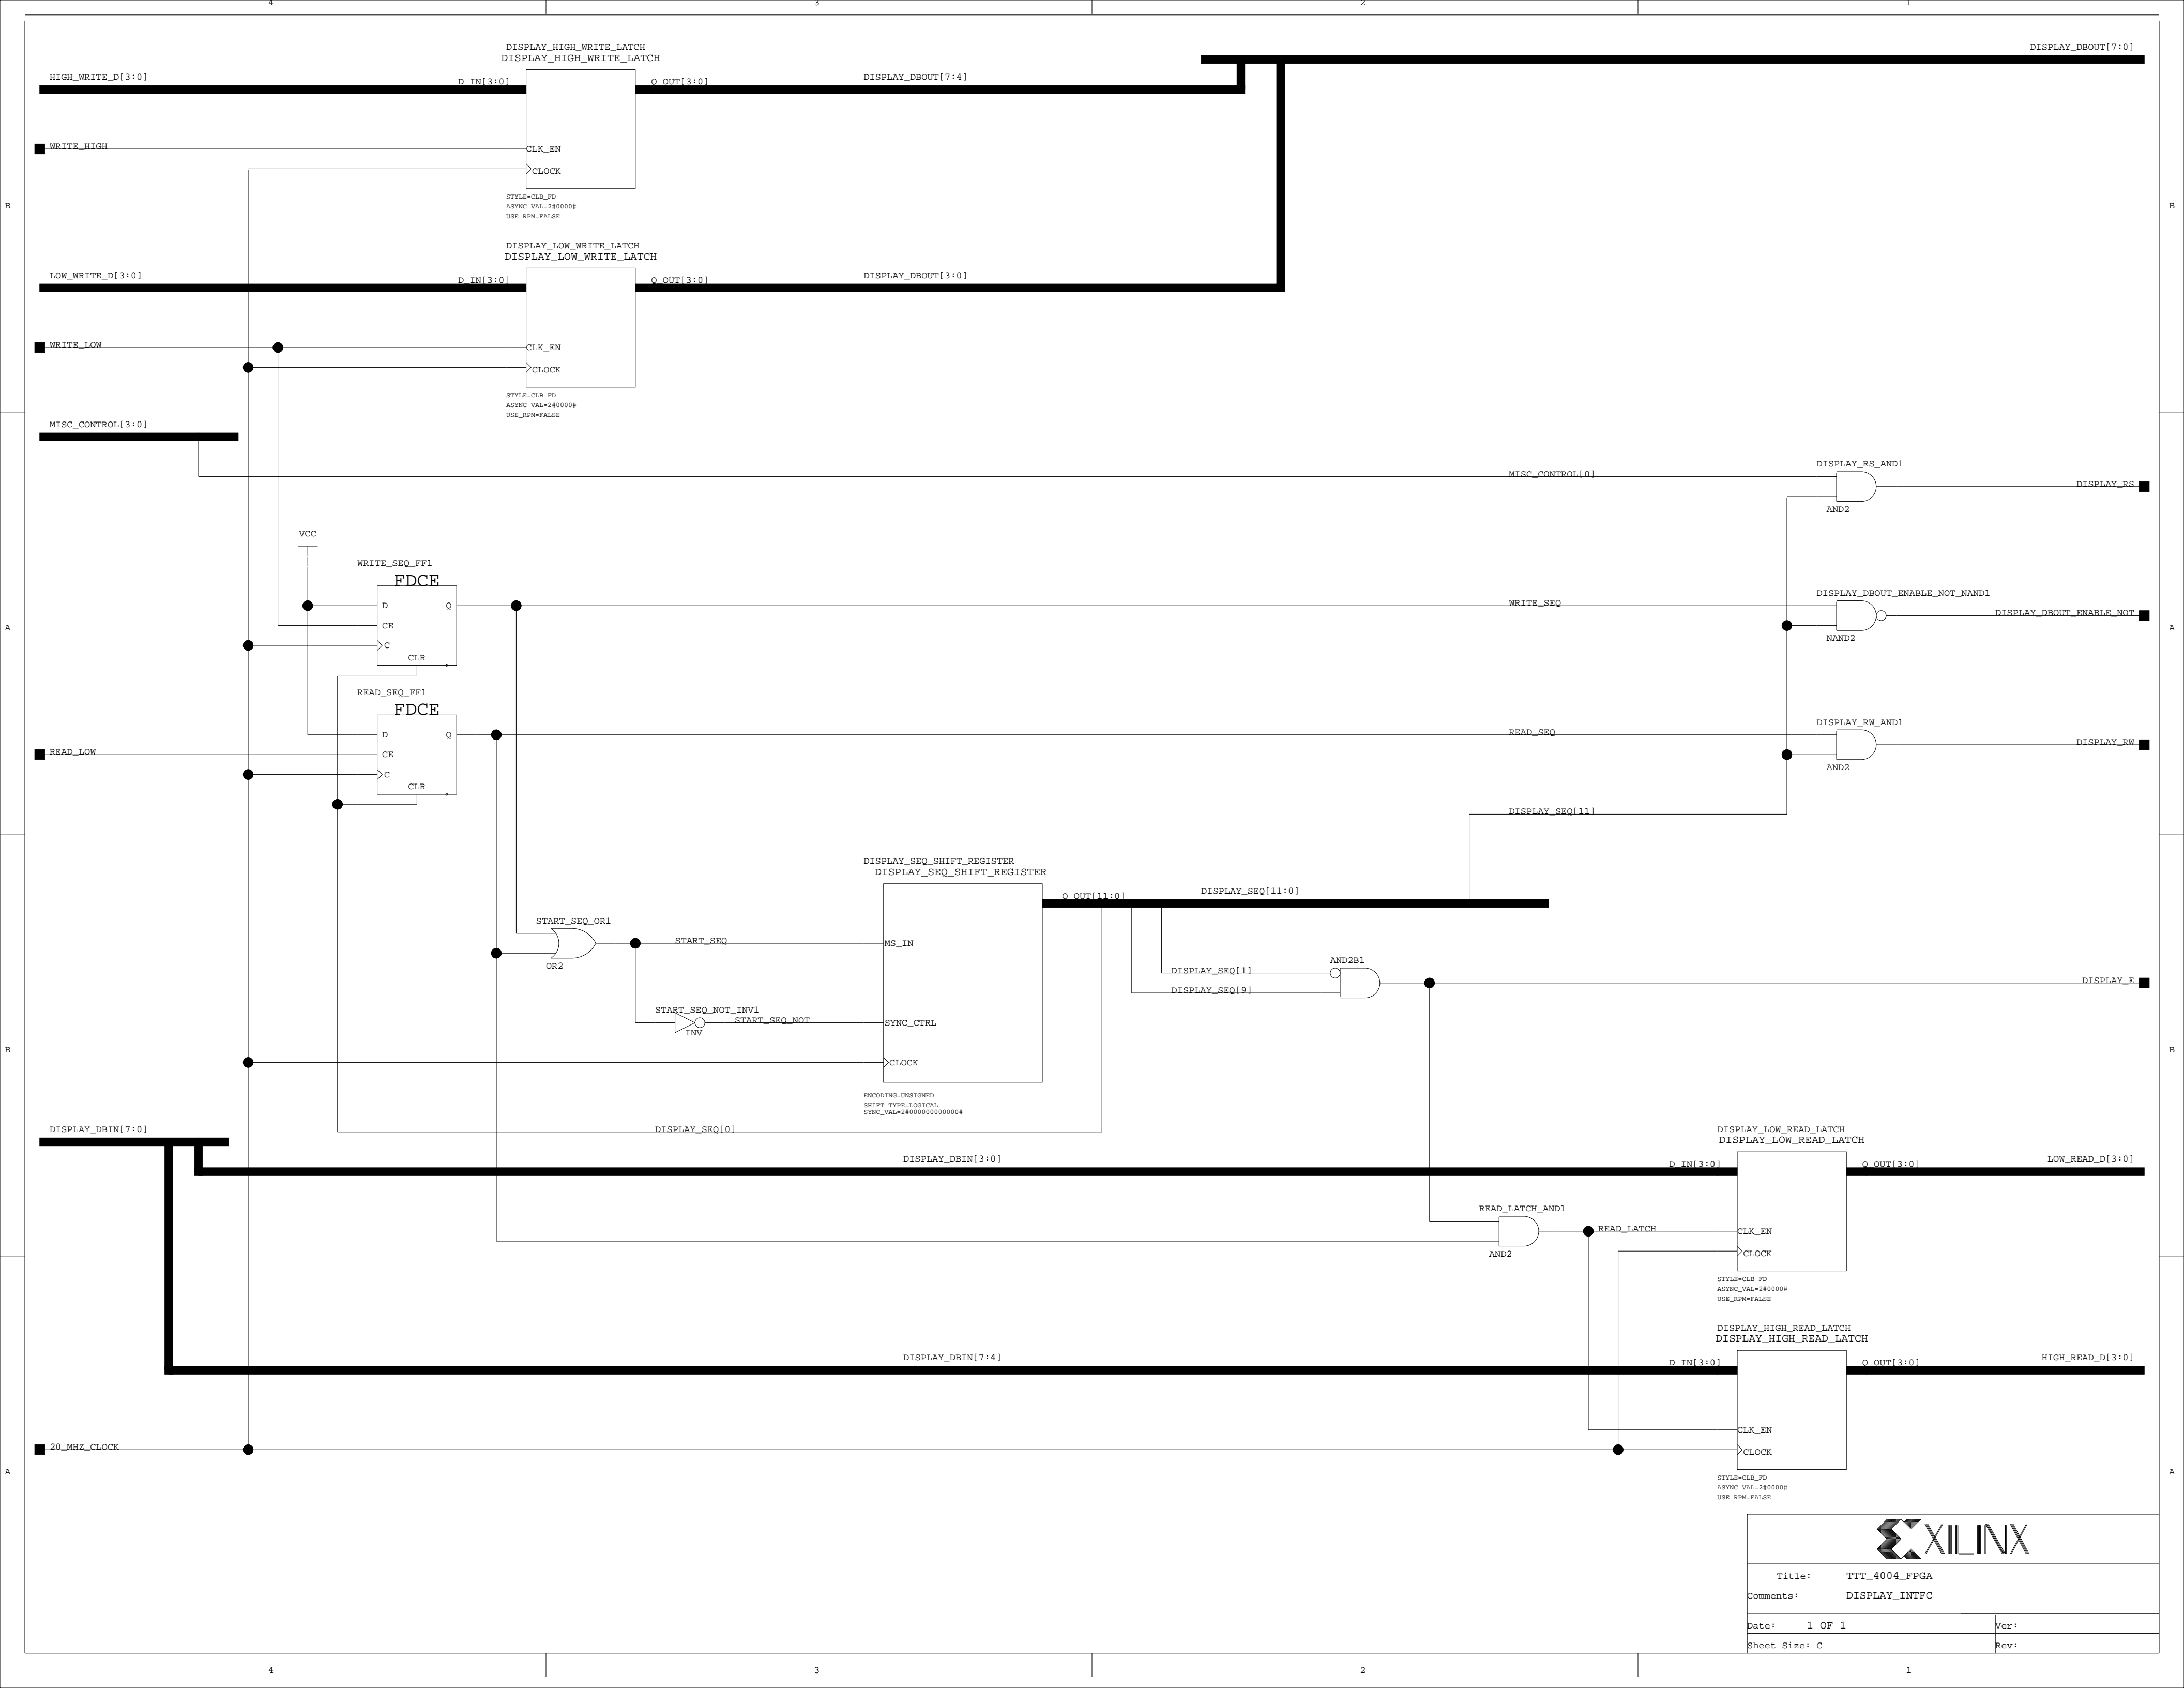 4 3 2 1
DISPLAY_HIGH_WRITE_LATCH
DISPLAY_HIGH_WRITE_LATCH
DISPLAY_DBOUT[7:0]
HIGH_WRITE_D[3:0]
D_IN[3:0]
Q_OUT[3:0]
DISPLAY_DBOUT[7:4]
WRITE_HIGH
CLK_EN
CLOCK
STYLE=CLB_FD
ASYNC_VAL=2#0000#
USE_RPM=FALSE
B
B
DISPLAY_LOW_WRITE_LATCH
DISPLAY_LOW_WRITE_LATCH
LOW_WRITE_D[3:0]
D_IN[3:0]
Q_OUT[3:0]
DISPLAY_DBOUT[3:0]
WRITE_LOW
CLK_EN
CLOCK
STYLE=CLB_FD
ASYNC_VAL=2#0000#
USE_RPM=FALSE
MISC_CONTROL[3:0]
MISC_CONTROL[0]
DISPLAY_RS_AND1
DISPLAY_RS
AND2
VCC
WRITE_SEQ_FF1
FDCE
D
Q
CE
C
CLR
WRITE_SEQ
DISPLAY_DBOUT_ENABLE_NOT_NAND1
DISPLAY_DBOUT_ENABLE_NOT
NAND2
A
A
READ_SEQ_FF1
FDCE
D
Q
READ_LOW
CE
C
CLR
READ_SEQ
DISPLAY_RW_AND1
DISPLAY_RW
AND2
DISPLAY_SEQ[11]
DISPLAY_SEQ_SHIFT_REGISTER
DISPLAY_SEQ_SHIFT_REGISTER
Q_OUT[11:0]
DISPLAY_SEQ[11:0]
START_SEQ_OR1
START_SEQ
OR2
MS_IN
AND2B1
DISPLAY_SEQ[1]
DISPLAY_SEQ[9]
DISPLAY_E
START_SEQ_NOT_INV1
START_SEQ_NOT
INV
SYNC_CTRL
CLOCK
B
B
ENCODING=UNSIGNED
SHIFT_TYPE=LOGICAL
SYNC_VAL=2#000000000000#
DISPLAY_SEQ[0]
DISPLAY_DBIN[7:0]
DISPLAY_DBIN[3:0]
DISPLAY_LOW_READ_LATCH
DISPLAY_LOW_READ_LATCH
D_IN[3:0]
Q_OUT[3:0]
LOW_READ_D[3:0]
READ_LATCH_AND1
READ_LATCH
AND2
CLK_EN
CLOCK
STYLE=CLB_FD
ASYNC_VAL=2#0000#
USE_RPM=FALSE
DISPLAY_HIGH_READ_LATCH
DISPLAY_HIGH_READ_LATCH
DISPLAY_DBIN[7:4]
D_IN[3:0]
Q_OUT[3:0]
HIGH_READ_D[3:0]
CLK_EN
20_MHZ_CLOCK
CLOCK
A
A
STYLE=CLB_FD
ASYNC_VAL=2#0000#
USE_RPM=FALSE
XILINX
Title: TTT_4004_FPGA
Comments: DISPLAY_INTFC
Date: 1 OF 1
Ver:
Sheet Size: C
Rev:
4 3 2 1